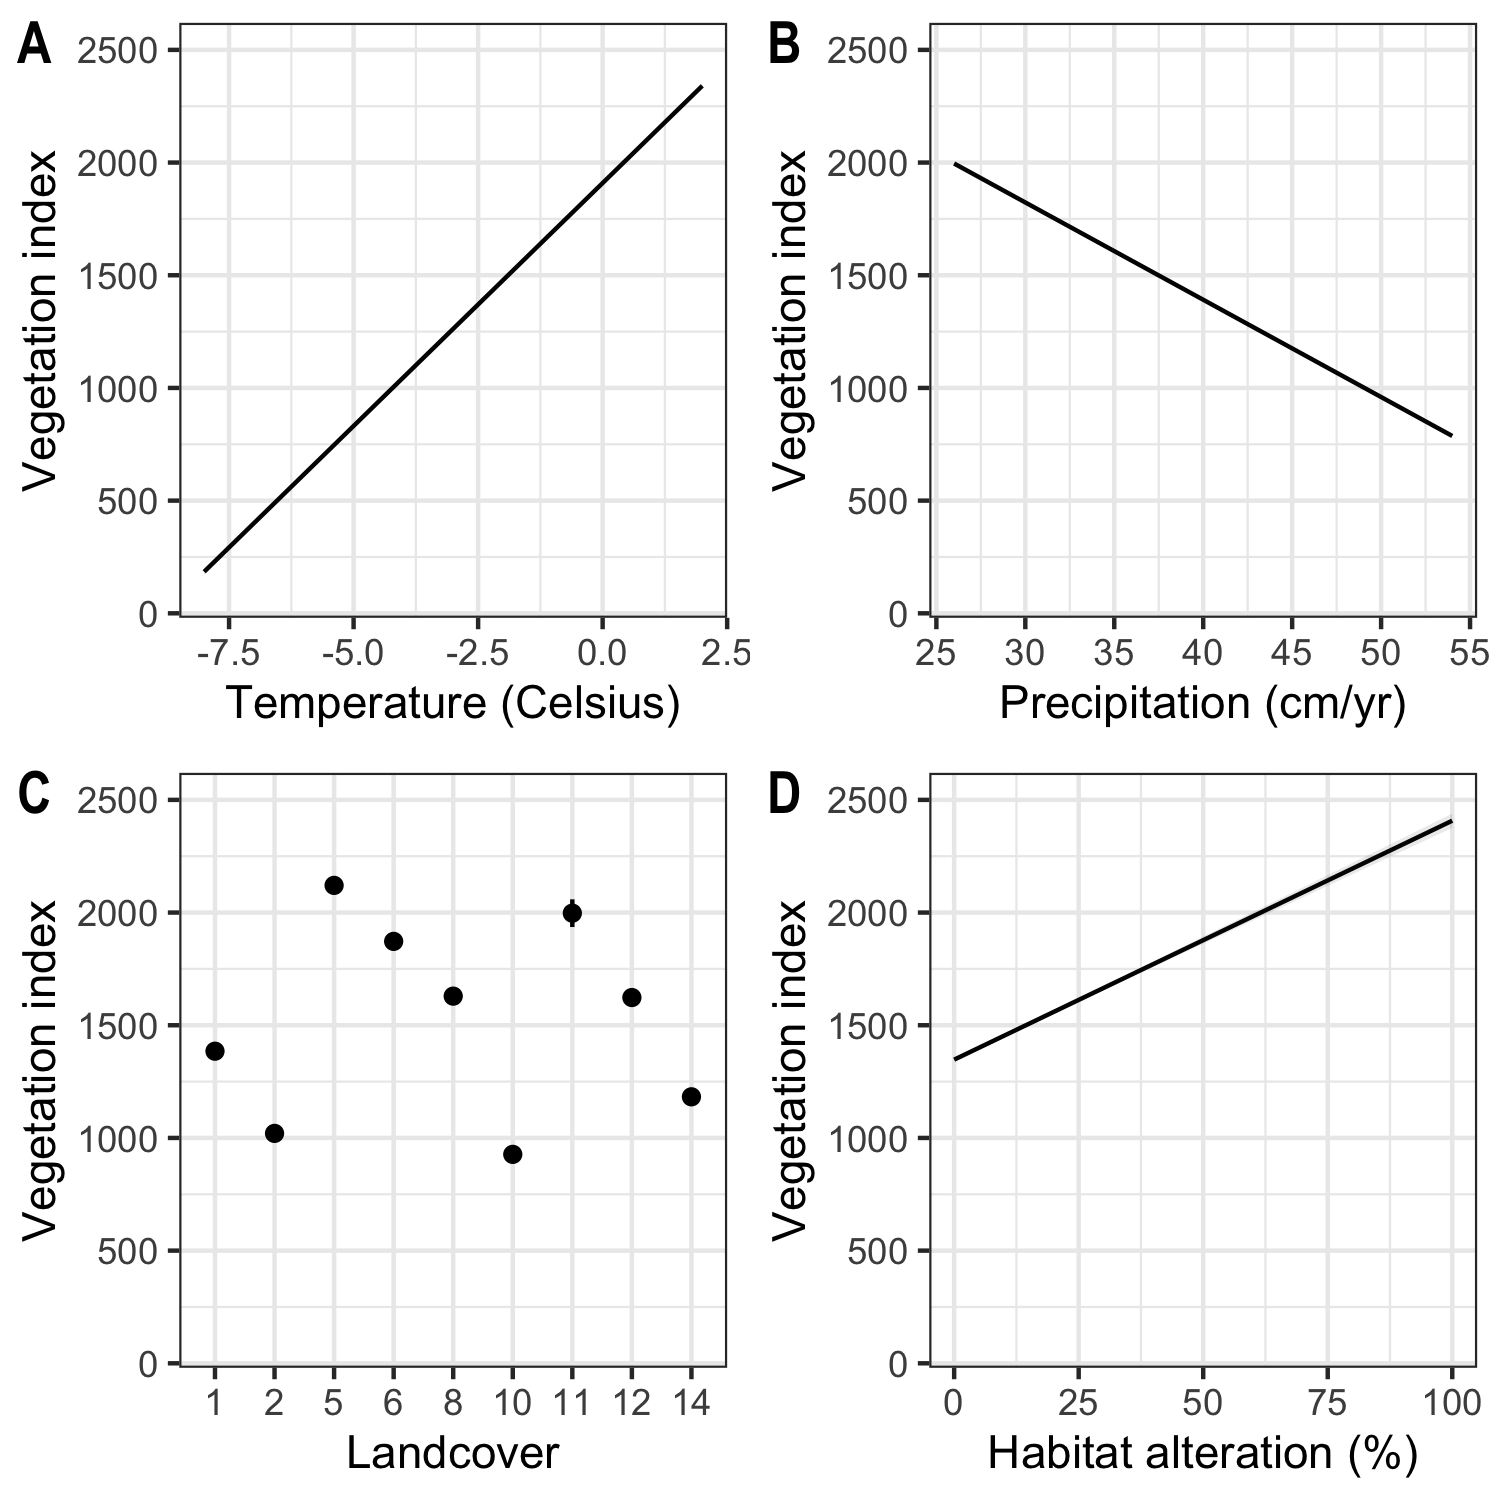 A
2500
2000
1500
1000
500
0
Vegetation index
-7.5 -5.0 -2.5 0.0 2.5
Temperature (Celsius)
B
2500
2000
1500
1000
500
0
Vegetation index
25 30 35 40 45 50 55
Precipitation (cm/yr)
C
2500
2000
1500
1000
500
0
Vegetation index
1 2 5 6 8 10 11 12 14
Landcover
D
2500
2000
1500
1000
500
0
Vegetation index
0 25 50 75 100
Habitat alteration (%)